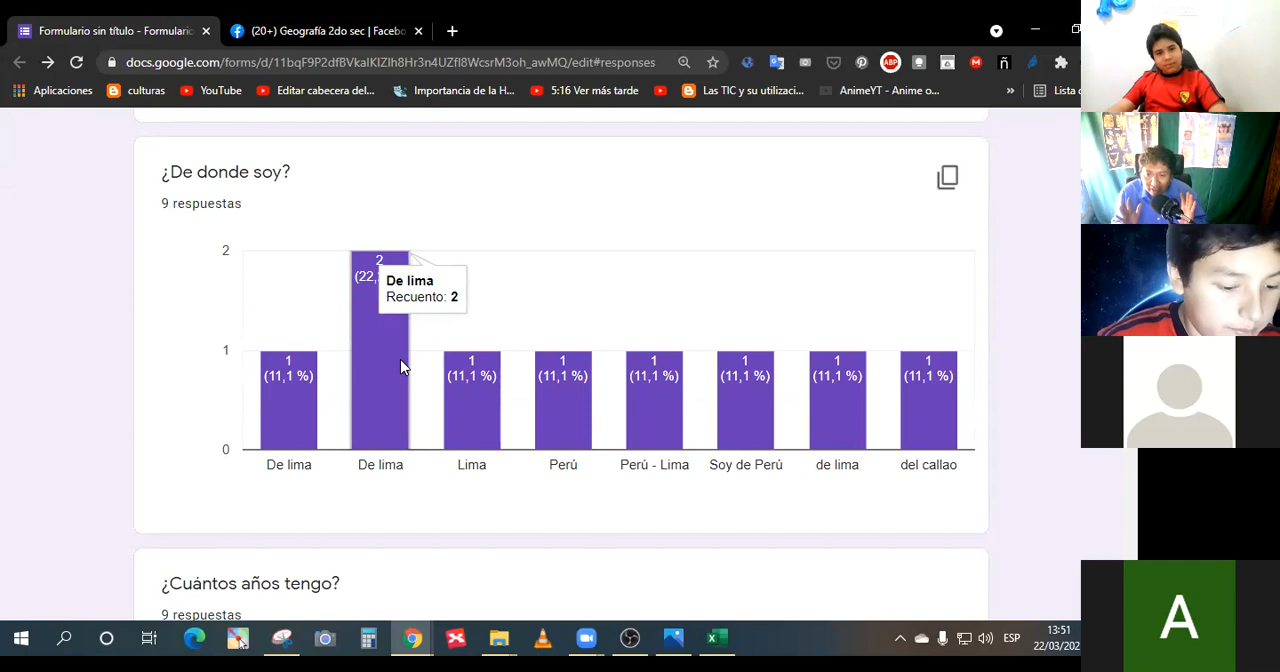 Formulario sin título - Formulario
(20+) Geografía 2do sec | Facebo
docs.google.com/forms/d/11bqF9P2dfBVkalKIZlh8Hr3n4UZfl8WcsrM3oh_awMQ/edit#responses
ABP
ñ
Aplicaciones
culturas
YouTube
Editar cabecera del...
Importancia de la H...
5:16 Ver más tarde
Las TIC y su utilizaci...
AnimeYT - Anime o...
»
Lista
¿De donde soy?
9 respuestas
2
1
0
2
(22,
De lima
Recuento: 2
1
(11,1 %)
1
(11,1 %)
1
(11,1 %)
1
(11,1 %)
1
(11,1 %)
1
(11,1 %)
1
(11,1 %)
De lima
De lima
Lima
Perú
Perú - Lima
Soy de Perú
de lima
del callao
¿Cuántos años tengo?
9 respuestas
A
ESP
13:51
22/03/202